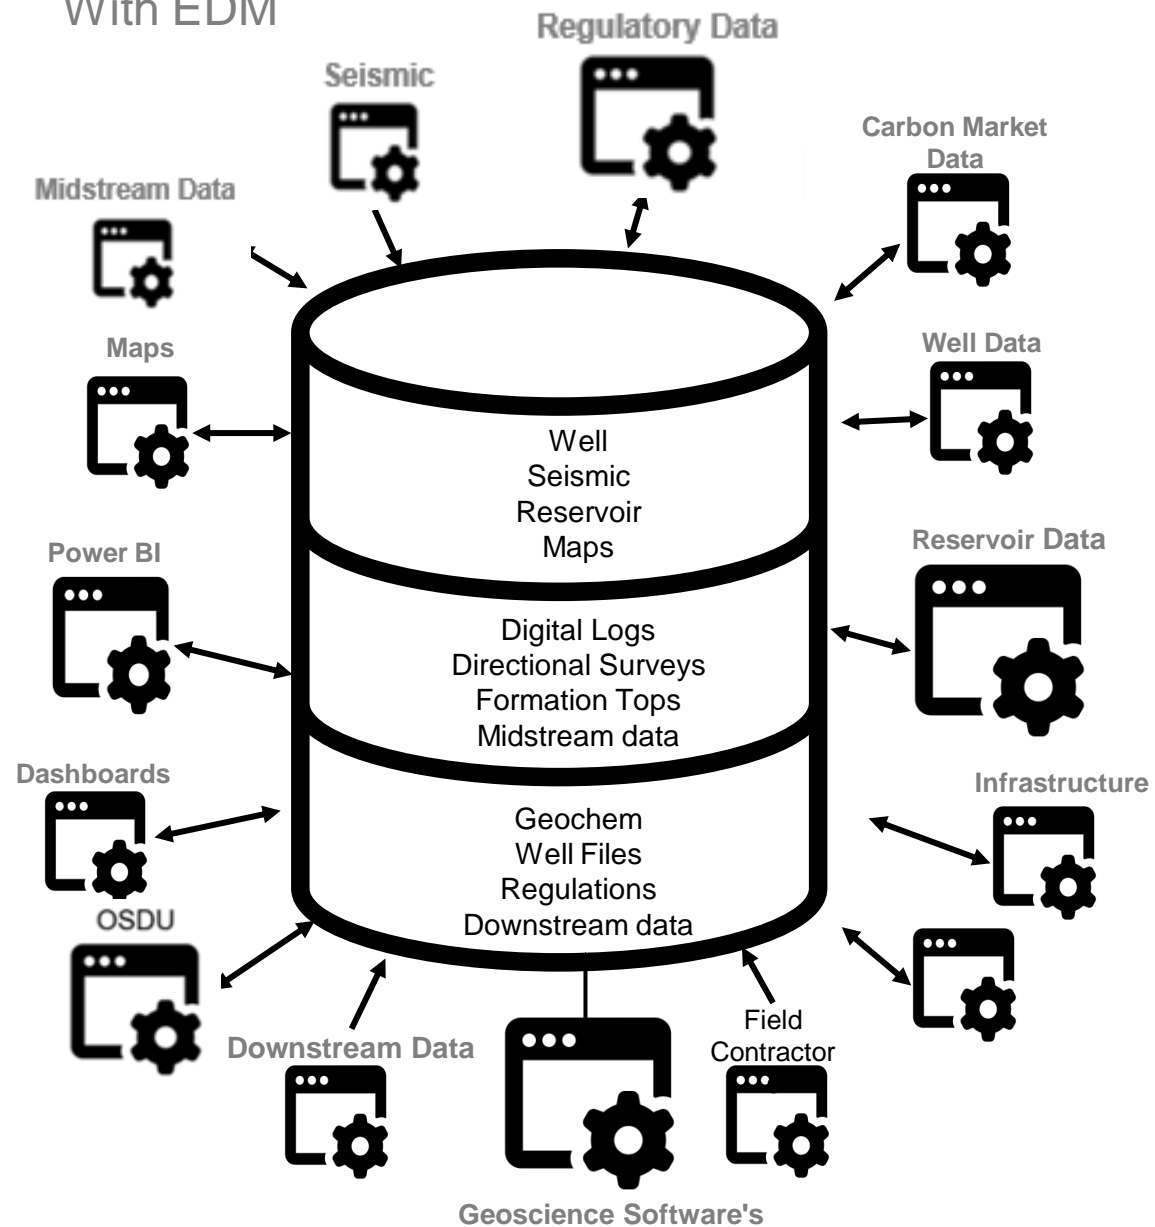 With EDM
Regulatory Data
Seismic
Carbon Market
Data
Midstream Data
Maps
Well Data
Well
Seismic
Reservoir
Maps
Power BI
Reservoir Data
Digital Logs
Directional Surveys
Formation Tops
Midstream data
Dashboards
Infrastructure
Geochem
Well Files
Regulations
Downstream data
OSDU
Field
Contractor
Downstream Data
Geoscience Software's